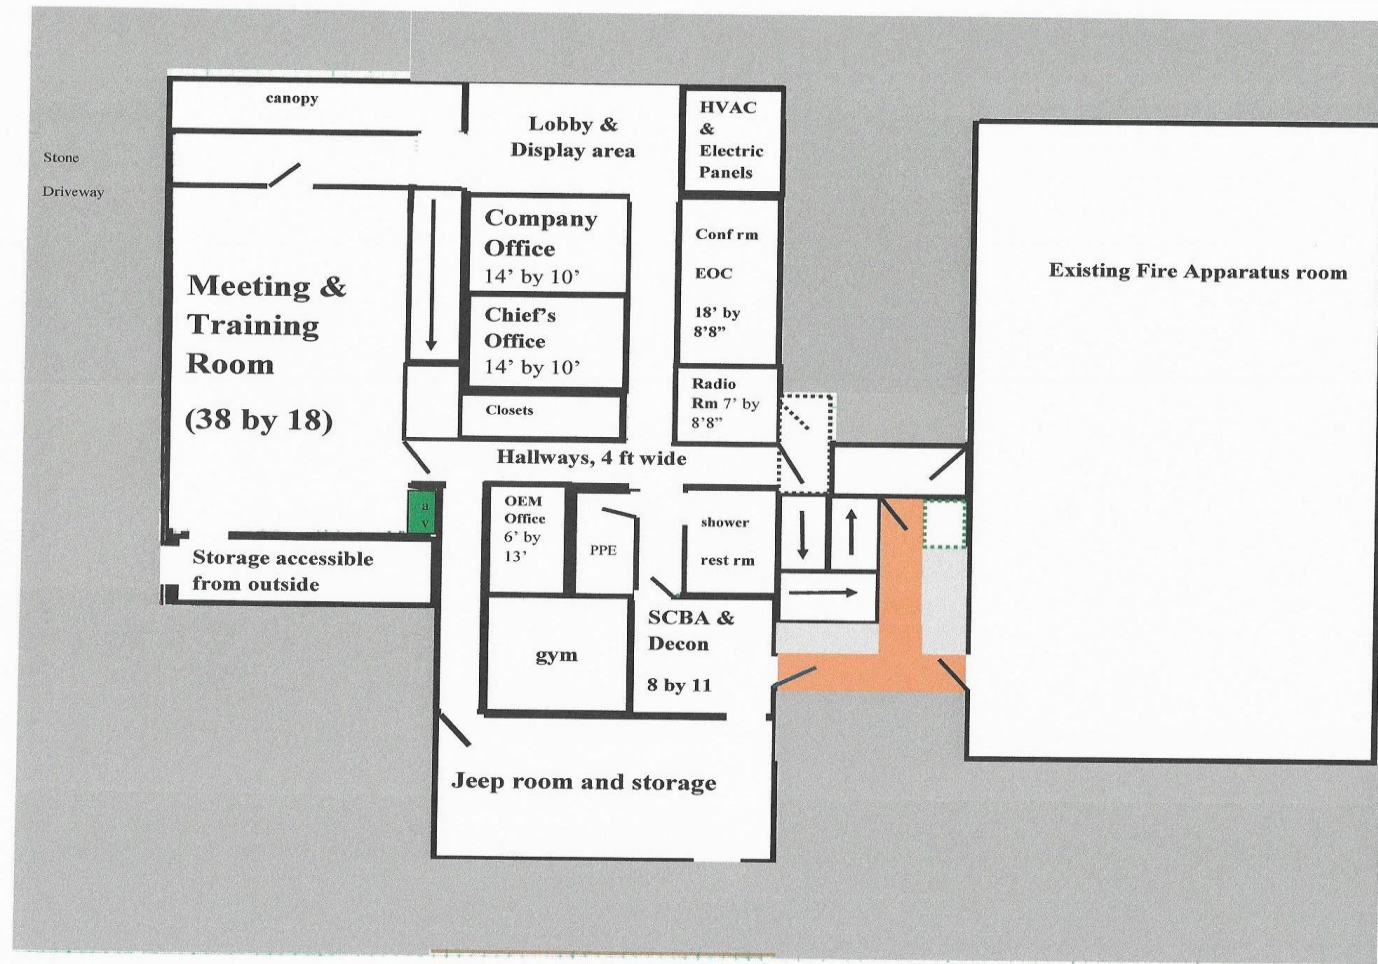 canopy
Lobby &
Display area
HVAC
&
Electric
Panels
Stone
Driveway
Company
Office
14’ by 10’
Conf rm
EOC
18’ by
8’8”
Existing Fire Apparatus room
Meeting &
Training
Room
(38 by 18)
Chief’s
Office
14’ by 10’
Radio
Rm 7’ by
8’8”
Closets
Hallways, 4 ft wide
a
v
OEM
Office
6’ by
13’
PPE
shower
rest rm
Storage accessible
from outside
SCBA &
Decon
8 by 11
gym
Jeep room and storage